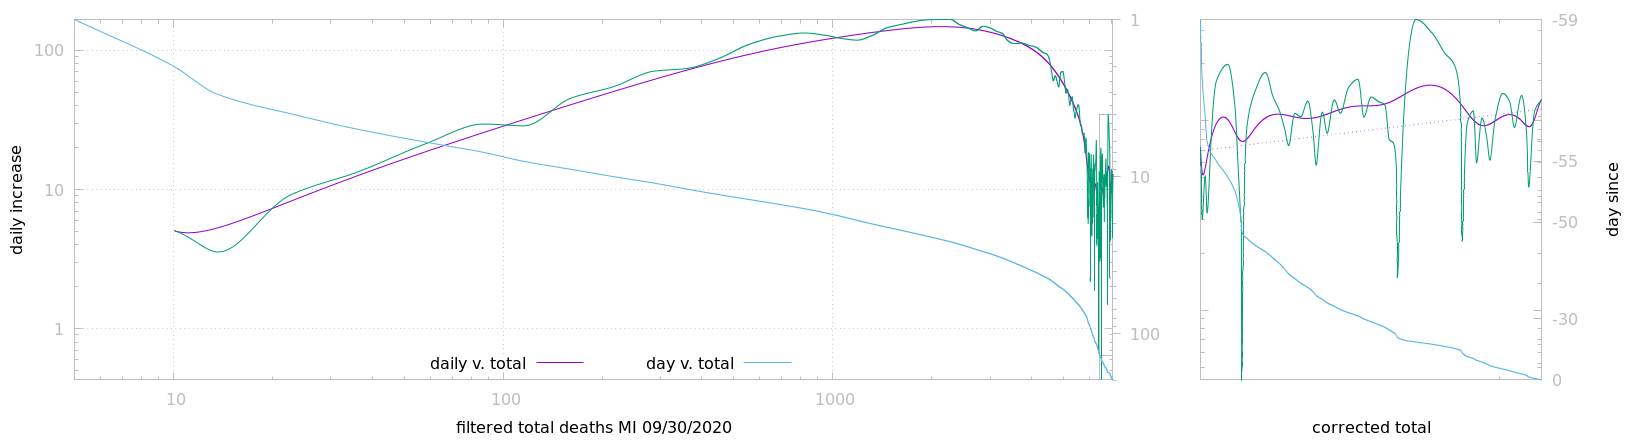 100
10
1
daily increase
10
100
1000
filtered total deaths MI 09/30/2020
daily v. total
day v. total
1
10
100
-59
-55
-50
-30
0
day since
corrected total